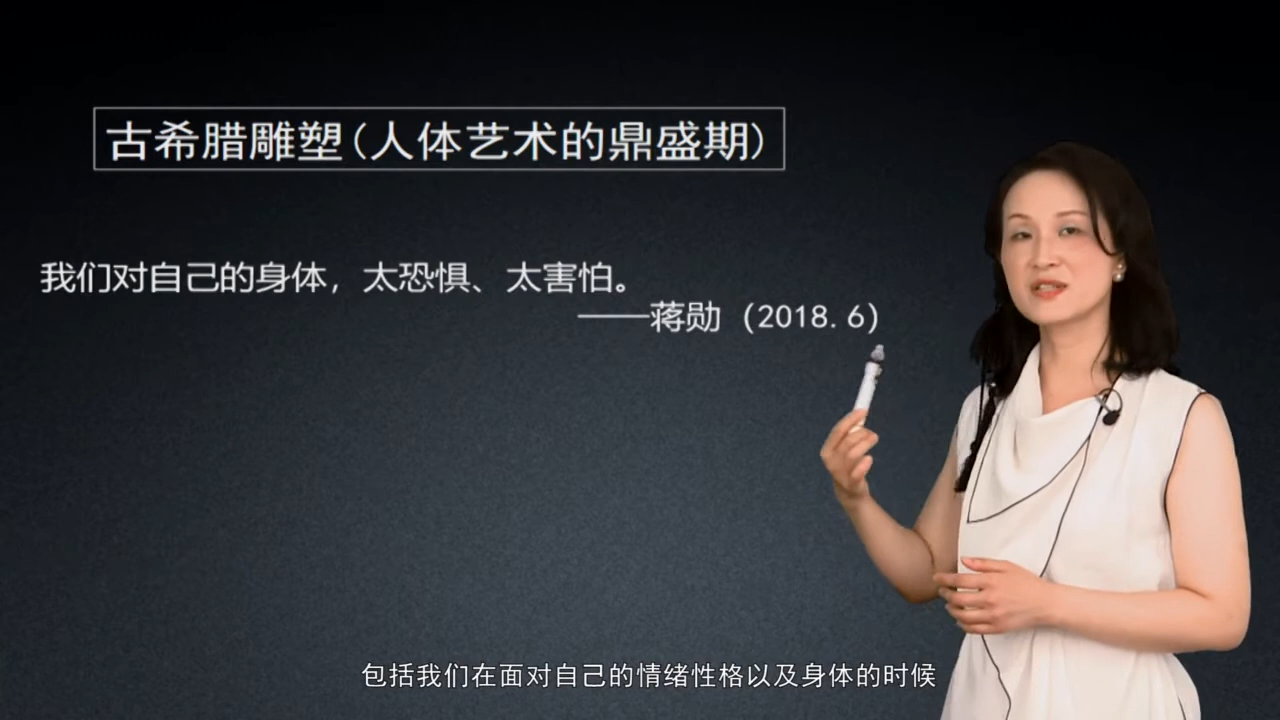 古希腊雕塑(人体艺术的鼎盛期)
我们对自己的身体，太恐惧、太害怕。
——蒋勋（2018.6）
包括我们在面对自己的情绪性格以及身体的时候